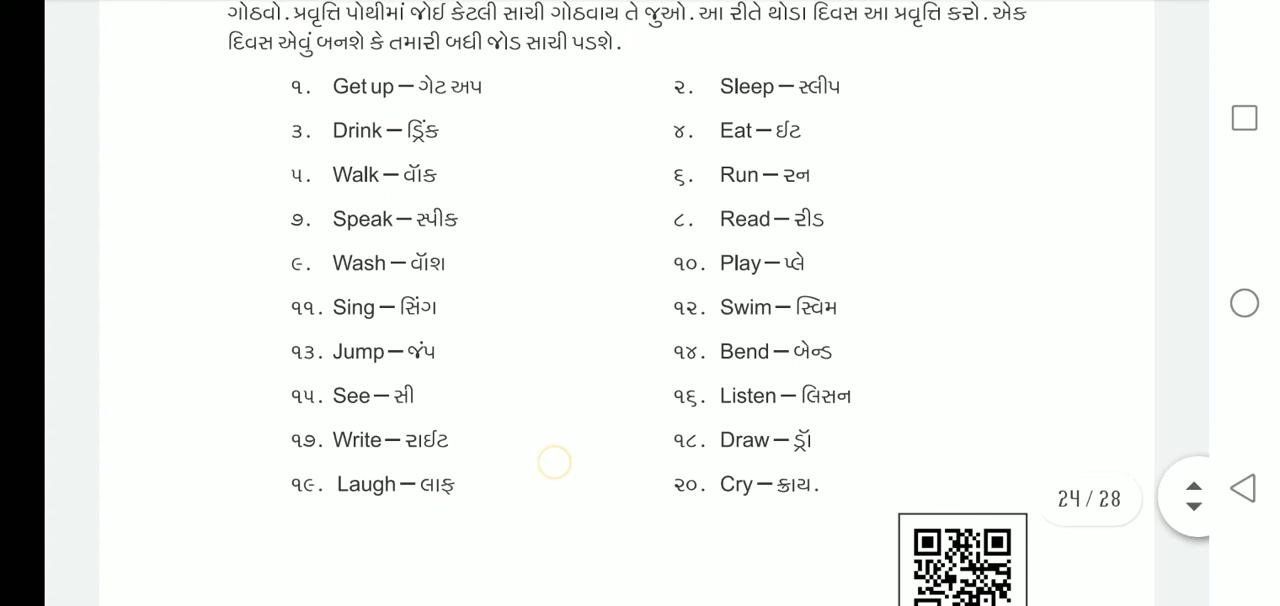 ગોઠવો. પ્રવૃત્તિ પોથીમાં જોઈ કેટલી સાચી ગોઠવાય તે જુઓ. આ રીતે થોડા દિવસ આ પ્રવૃત્તિ કરો. એક
દિવસ એવું બનશે કે તમારી બધી જોડ સાચી પડશે.
૧. Get up – ગેટ અપ ૨. Sleep – સ્લીપ
૩. Drink – ડ્રિંક ૪. Eat – ઈટ
૫. Walk – વૉક ૬. Run – રન
૭. Speak – સ્પીક ૮. Read – રીડ
૯. Wash – વૉશ ૧૦. Play – પ્લે
૧૧. Sing – સિંગ ૧૨. Swim – સ્વિમ
૧૩. Jump – જંપ ૧૪. Bend – બેન્ડ
૧૫. See – સી ૧૬. Listen – લિસન
૧૭. Write – રાઈટ ૧૮. Draw – ડ્રૉ
૧૯. Laugh – લાફ ૨૦. Cry – ક્રાય.
24 / 28